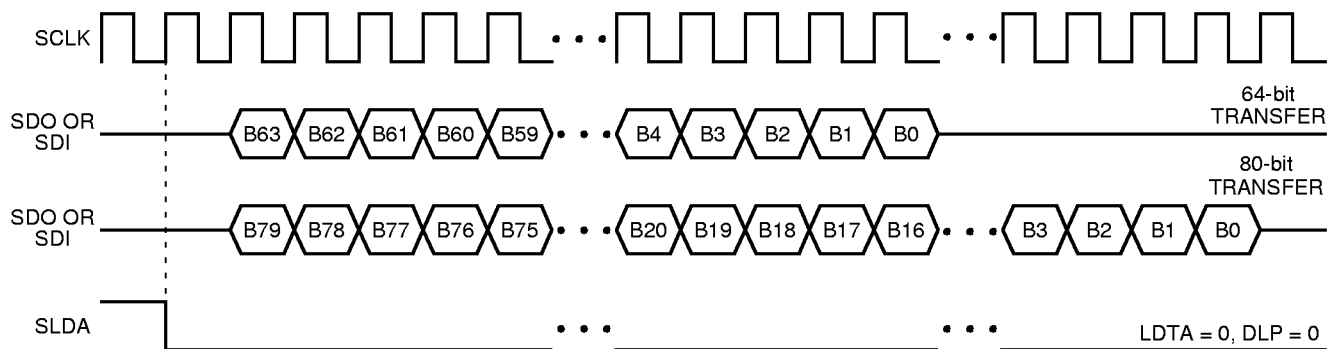 SCLK
64-bit
TRANSFER
SDO OR
SDI
B63 B62 B61 B60 B59 B4 B3 B2 B1 B0
80-bit
TRANSFER
SDO OR
SDI
B79 B78 B77 B76 B75 B20 B19 B18 B17 B16 B3 B2 B1 B0
SLDA
LDTA = 0, DLP = 0